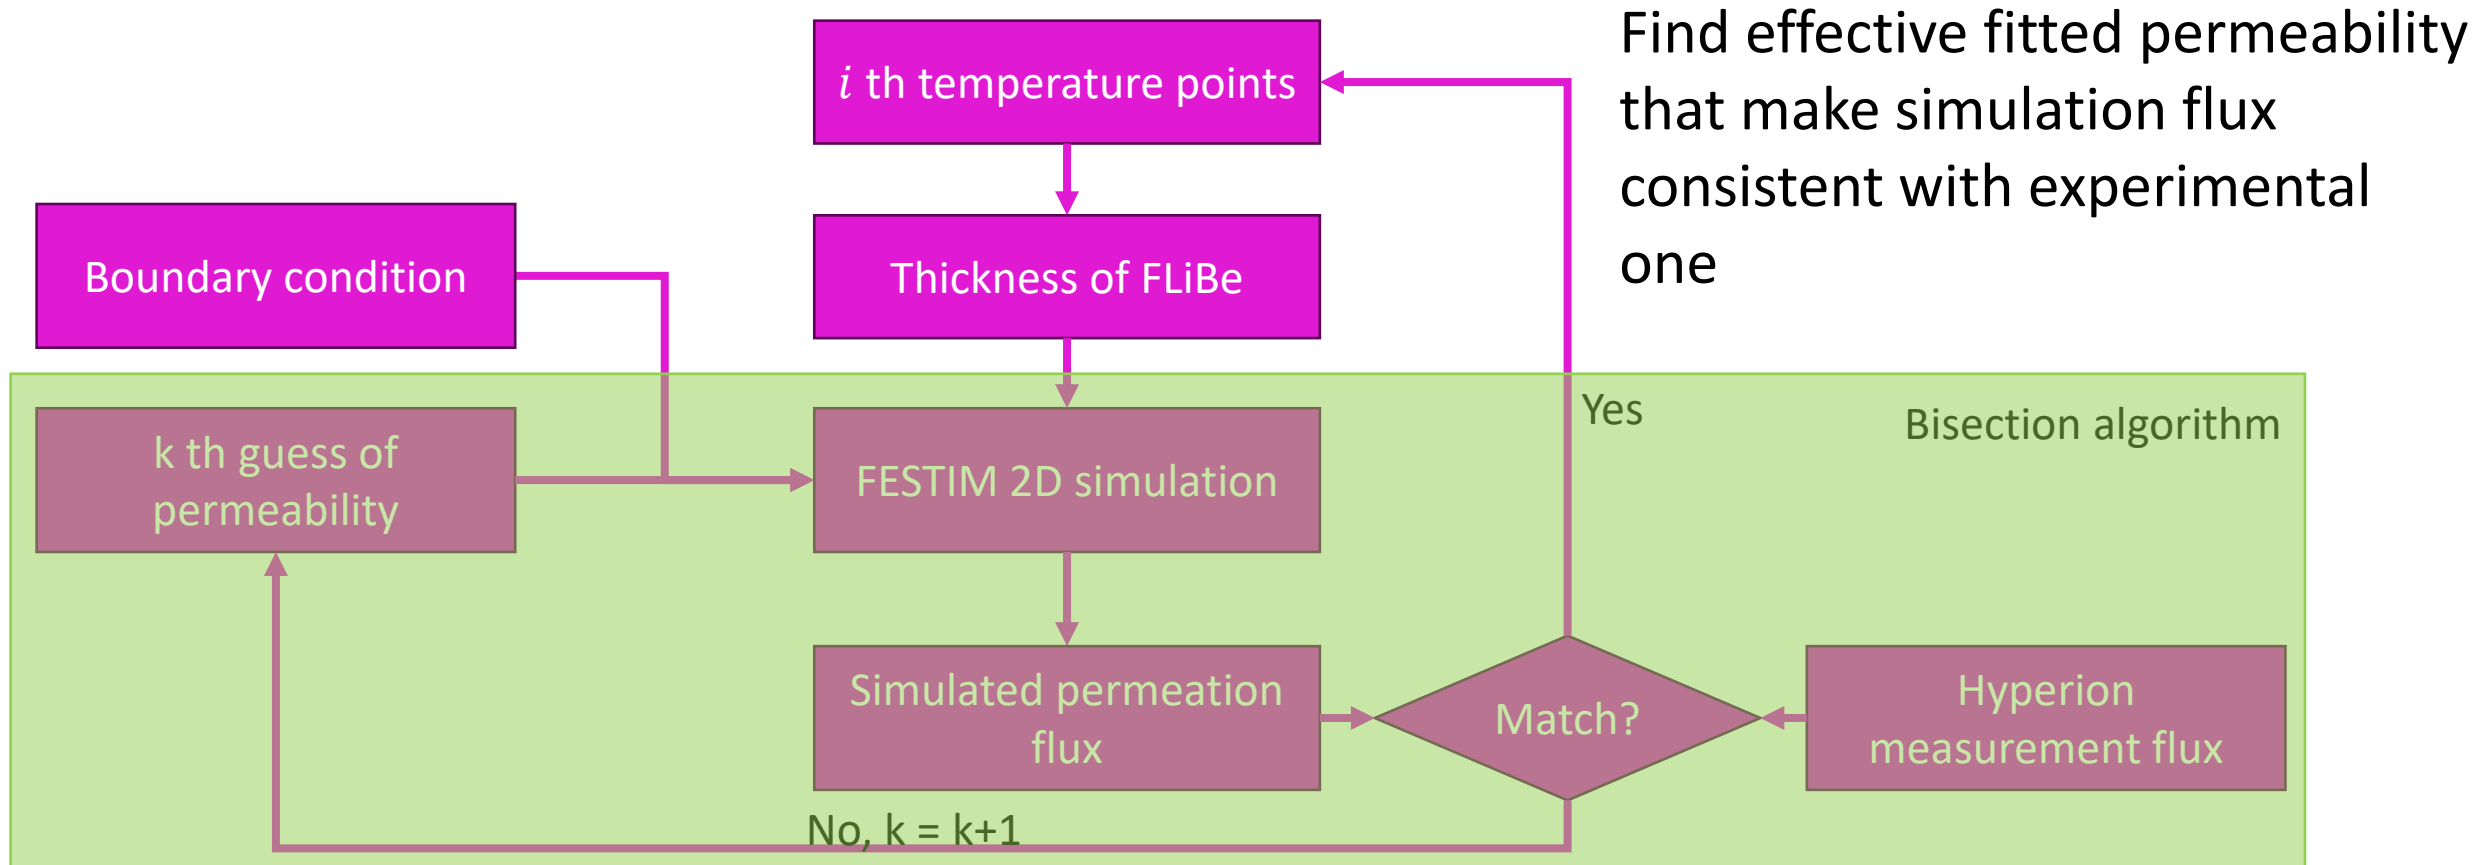 Find effective fitted permeability
that make simulation flux
consistent with experimental
one
i th temperature points
Boundary condition
Thickness of FLiBe
Yes
Bisection algorithm
k th guess of
permeability
FESTIM 2D simulation
Simulated permeation
flux
Match?
Hyperion
measurement flux
No, k = k+1